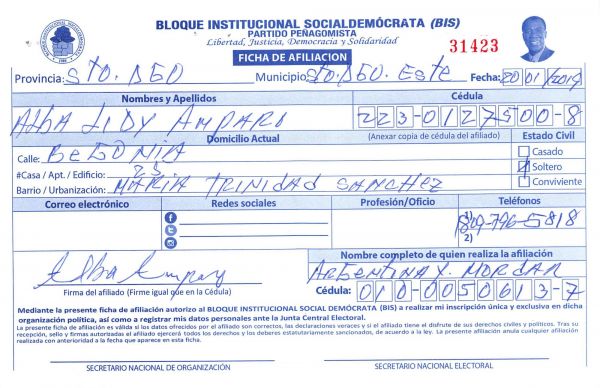 BLOQUE INSTITUCIONAL SOCIALDEMÓCRATA (BIS)
PARTIDO PEÑAGOMISTA
Libertad, Justicia, Democracia y Solidaridad
FICHA DE AFILIACION
31423
Provincia: Sto. DGO Municipio: Sto. DGO. Este Fecha: 20/01/2019
Nombres y Apellidos Cédula
Alba Lidy Amparo 223-0127500-8
Domicilio Actual (Anexar copia de cédula del afiliado) Estado Civil
Calle: BeGONIA Casado
#Casa / Apt. / Edificio: 25 Soltero
Barrio / Urbanización: MARIA TRINIDAD SANCHEZ Conviviente
Correo electrónico Redes sociales Profesión/Oficio Teléfonos
1) 829-796-5818
2)
Nombre completo de quien realiza la afiliación
Alba Amparo ArGENTINA Y. MORDAN
Firma del afiliado (Firme igual que en la Cédula) Cédula: 010-0050613-7
Mediante la presente ficha de afiliación autorizo al BLOQUE INSTITUCIONAL SOCIAL DEMÓCRATA (BIS) a realizar mi inscripción única y exclusiva en dicha
organización política, así como a registrar mis datos personales ante la Junta Central Electoral.
La presente ficha de afiliación es válida si los datos ofrecidos por el afiliado son correctos, las declaraciones veraces y si el afiliado tiene el disfrute de sus derechos civiles y políticos. Tras su
recepción, sello y firmas autorizadas el afiliado ejercerá todos los derechos y los deberes estatutariamente sancionados, de acuerdo a la ley. La presente afiliación anula cualquier afiliación
realizada con anterioridad a la fecha que aparece en esta ficha.
SECRETARIO NACIONAL DE ORGANIZACIÓN SECRETARIO NACIONAL ELECTORAL